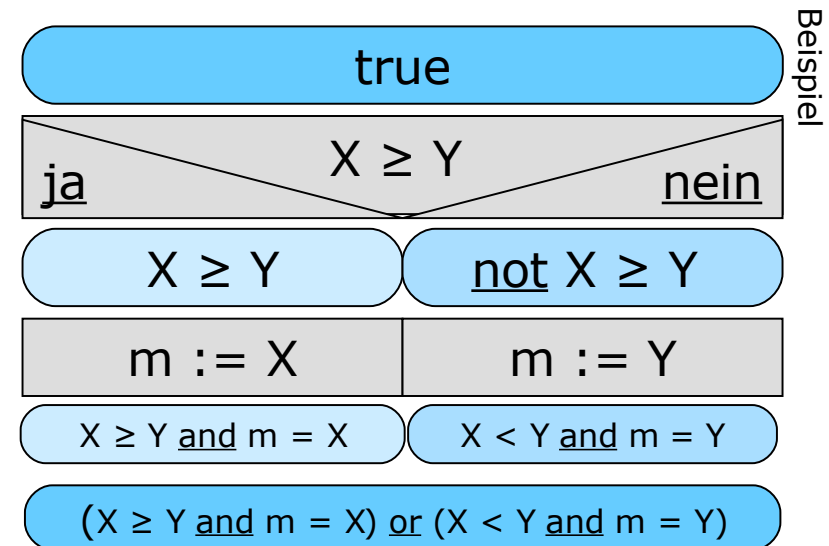 Beispiel
true
X ≥ Y
ja nein
X ≥ Y not X ≥ Y
m := X m := Y
X ≥ Y and m = X X < Y and m = Y
(X ≥ Y and m = X) or (X < Y and m = Y)